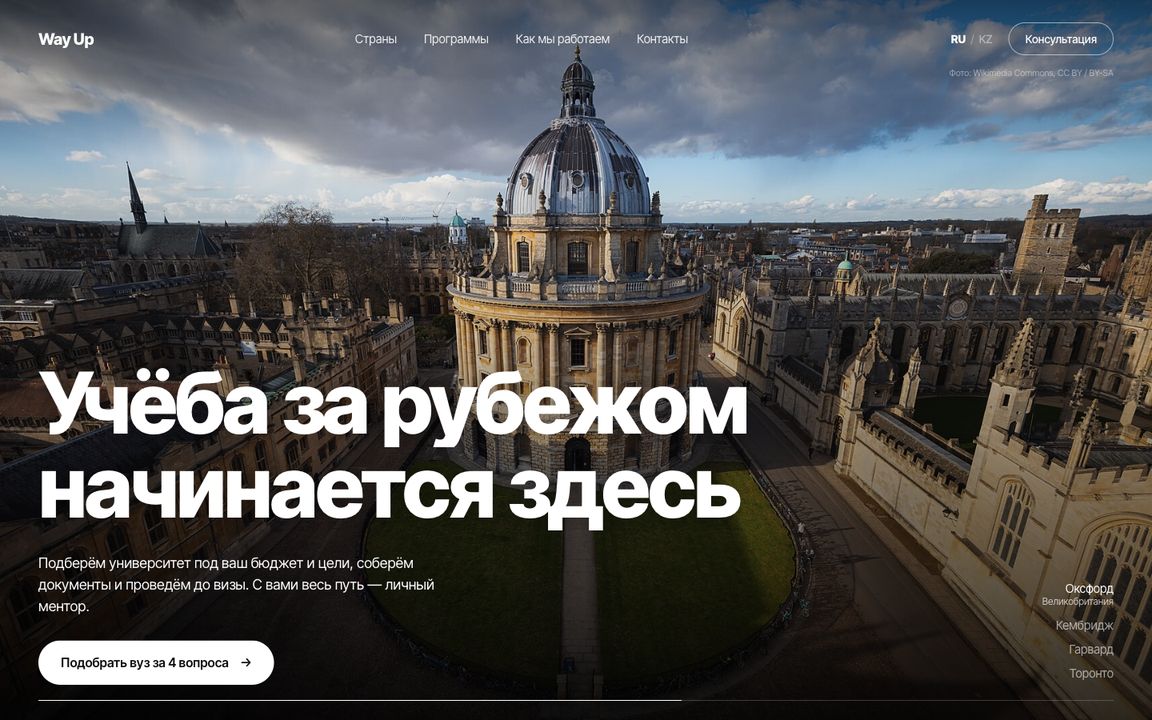 Way Up
Страны
Программы
Как мы работаем
Контакты
RU / KZ
Консультация
Фото: Wikimedia Commons, CC BY / BY-SA
Учёба за рубежом
начинается здесь
Подберём университет под ваш бюджет и цели, соберём
документы и проведём до визы. С вами весь путь — личный
ментор.
Подобрать вуз за 4 вопроса →
Оксфорд
Великобритания
Кембридж
Гарвард
Торонто